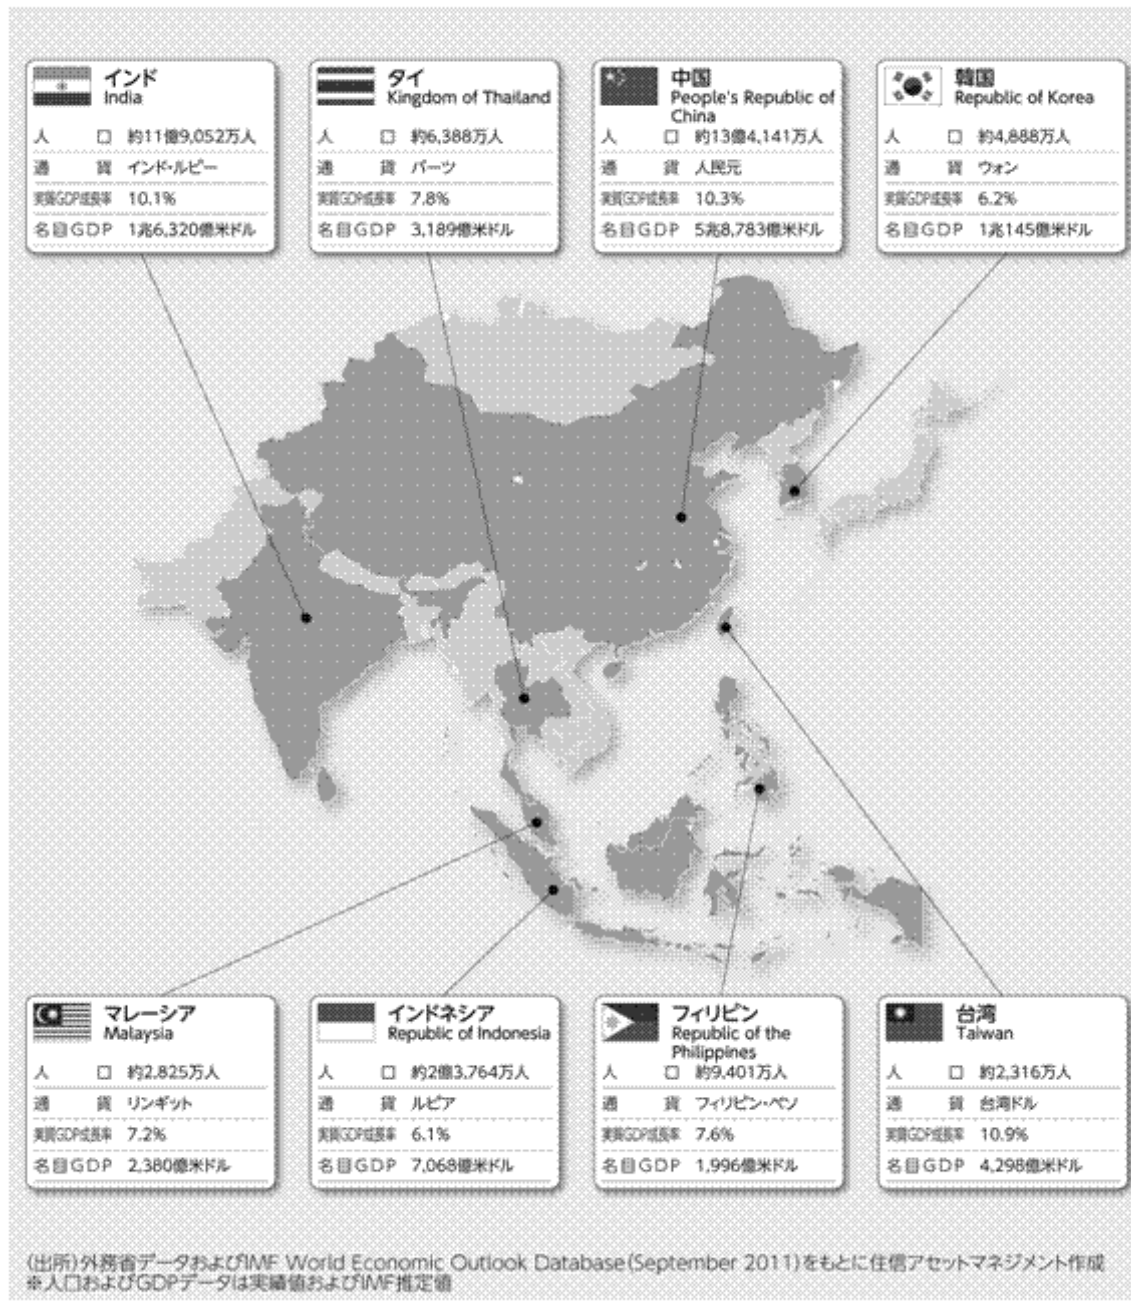 インド
India
人口 約11億9,052万人
通貨 インド・ルピー
実質GDP成長率 10.1%
名目GDP 1兆6,320億米ドル
タイ
Kingdom of Thailand
人口 約6,388万人
通貨 バーツ
実質GDP成長率 7.8%
名目GDP 3,189億米ドル
中国
People's Republic of
China
人口 約13億4,141万人
通貨 人民元
実質GDP成長率 10.3%
名目GDP 5兆8,783億米ドル
韓国
Republic of Korea
人口 約4,888万人
通貨 ウォン
実質GDP成長率 6.2%
名目GDP 1兆145億米ドル
マレーシア
Malaysia
人口 約2,825万人
通貨 リンギット
実質GDP成長率 7.2%
名目GDP 2,380億米ドル
インドネシア
Republic of Indonesia
人口 約2億3,764万人
通貨 ルピア
実質GDP成長率 6.1%
名目GDP 7,068億米ドル
フィリピン
Republic of the
Philippines
人口 約9,401万人
通貨 フィリピン・ペソ
実質GDP成長率 7.6%
名目GDP 1,996億米ドル
台湾
Taiwan
人口 約2,316万人
通貨 台湾ドル
実質GDP成長率 10.9%
名目GDP 4,298億米ドル
(出所)外務省データおよびIMF World Economic Outlook Database(September 2011)をもとに住信アセットマネジメント作成
※人口およびGDPデータは実績値およびIMF推定値